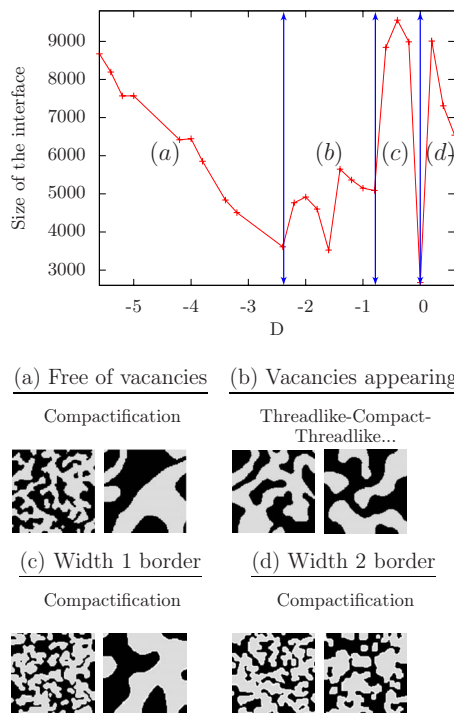 9000
8000
7000
6000
5000
4000
3000
Size of the interface
(a)
(b)
(c)
(d)
-5
-4
-3
-2
-1
0
D
(a) Free of vacancies
(b) Vacancies appearing
Compactification
Threadlike-Compact-
Threadlike...
(c) Width 1 border
(d) Width 2 border
Compactification
Compactification